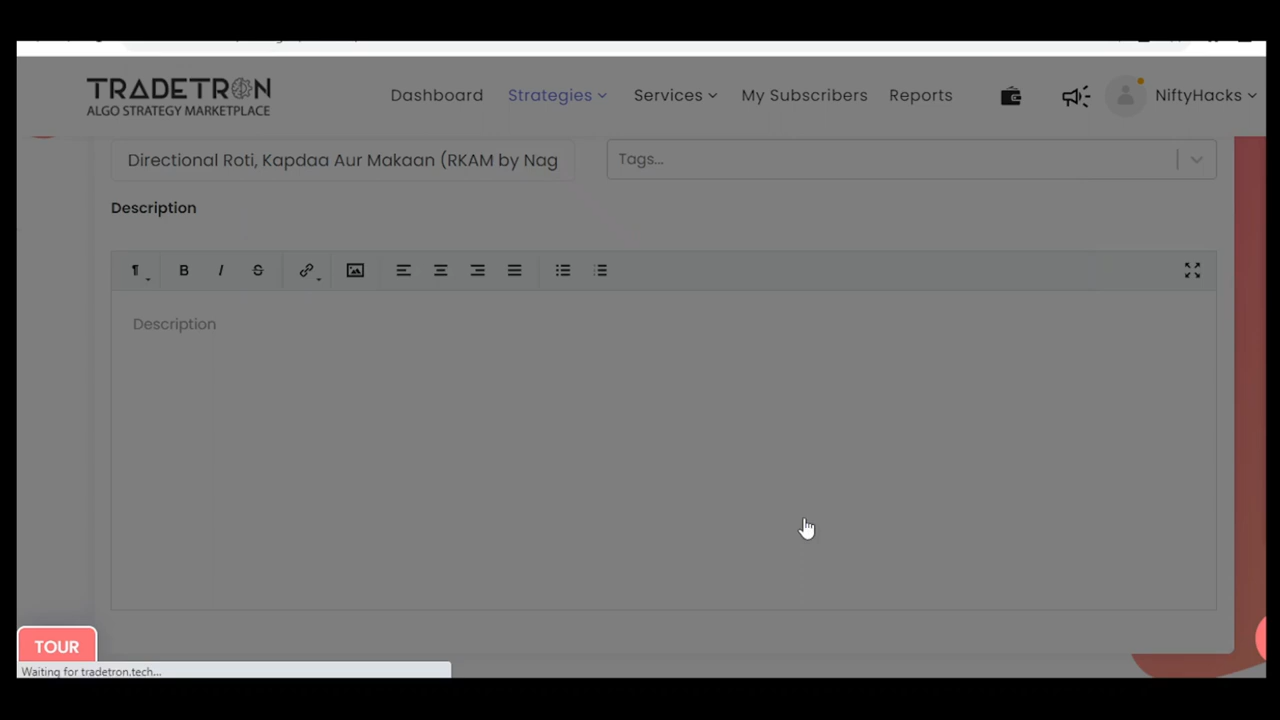 TRADETRON
ALGO STRATEGY MARKETPLACE
Dashboard
Strategies
Services
My Subscribers
Reports
NiftyHacks
Directional Roti, Kapdaa Aur Makaan (RKAM by Nag
Tags...
Description
Description
TOUR
Waiting for tradetron.tech...